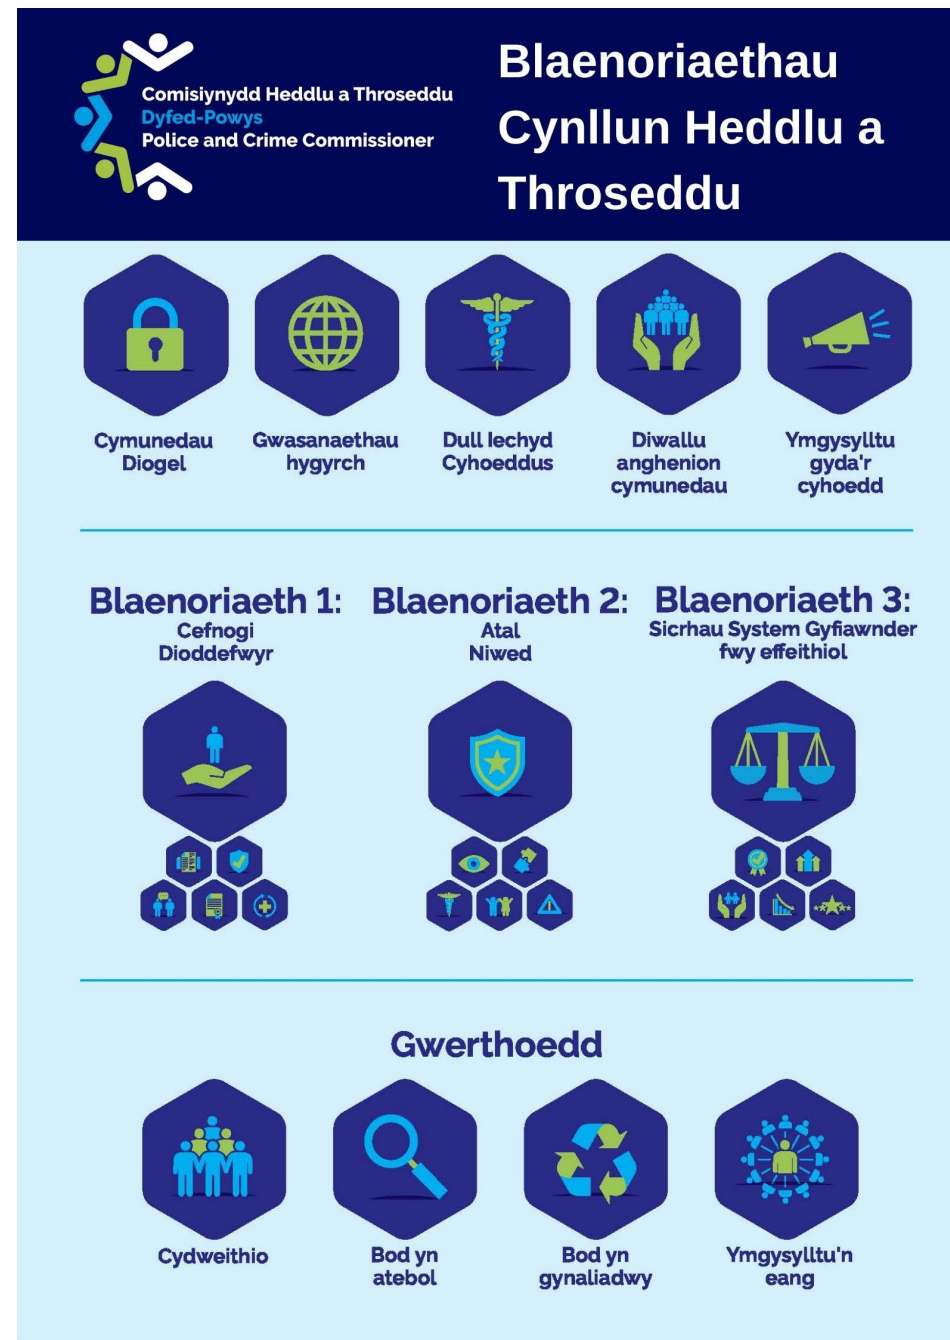 Comisiynydd Heddlu a Throseddu
Dyfed-Powys
Police and Crime Commissioner
Blaenoriaethau
Cynllun Heddlu a
Throseddu
Cymunedau
Diogel
Gwasanaethau
hygyrch
Dull Iechyd
Cyhoeddus
Diwallu
anghenion
cymunedau
Ymgysylltu
gyda'r
cyhoedd
Blaenoriaeth 1:
Cefnogi
Dioddefwyr
Blaenoriaeth 2:
Atal
Niwed
Blaenoriaeth 3:
Sicrhau System Gyfiawnder
fwy effeithiol
Gwerthoedd
Cydweithio
Bod yn
atebol
Bod yn
gynaliadwy
Ymgysylltu'n
eang